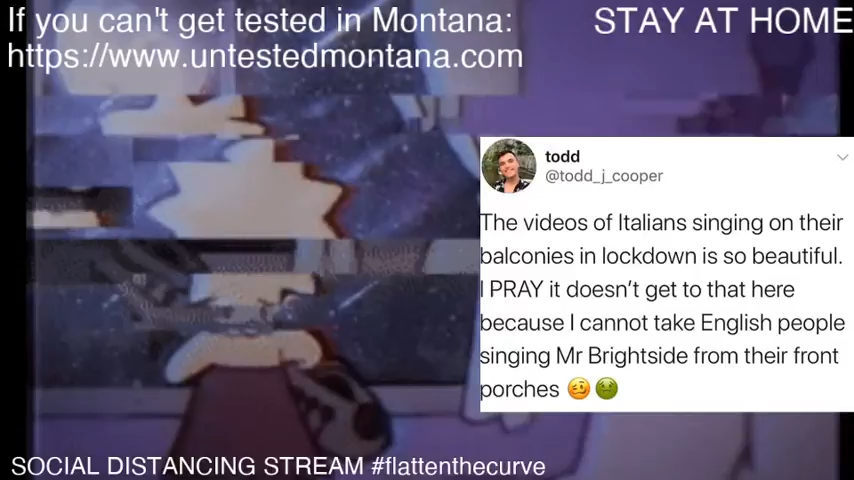 If you can't get tested in Montana:
https://www.untestedmontana.com
STAY AT HOME
todd
@todd_j_cooper
The videos of Italians singing on their
balconies in lockdown is so beautiful.
I PRAY it doesn’t get to that here
because I cannot take English people
singing Mr Brightside from their front
porches 🥴🤢
SOCIAL DISTANCING STREAM #flattenthecurve